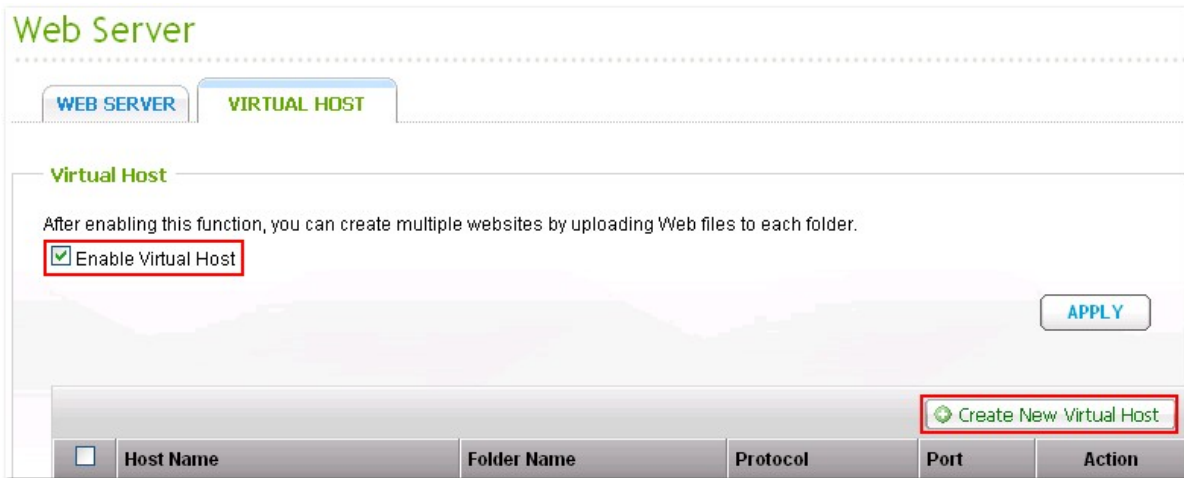 Web Server
WEB SERVER VIRTUAL HOST
Virtual Host
After enabling this function, you can create multiple websites by uploading Web files to each folder.
Enable Virtual Host
APPLY
Create New Virtual Host
Host Name Folder Name Protocol Port Action